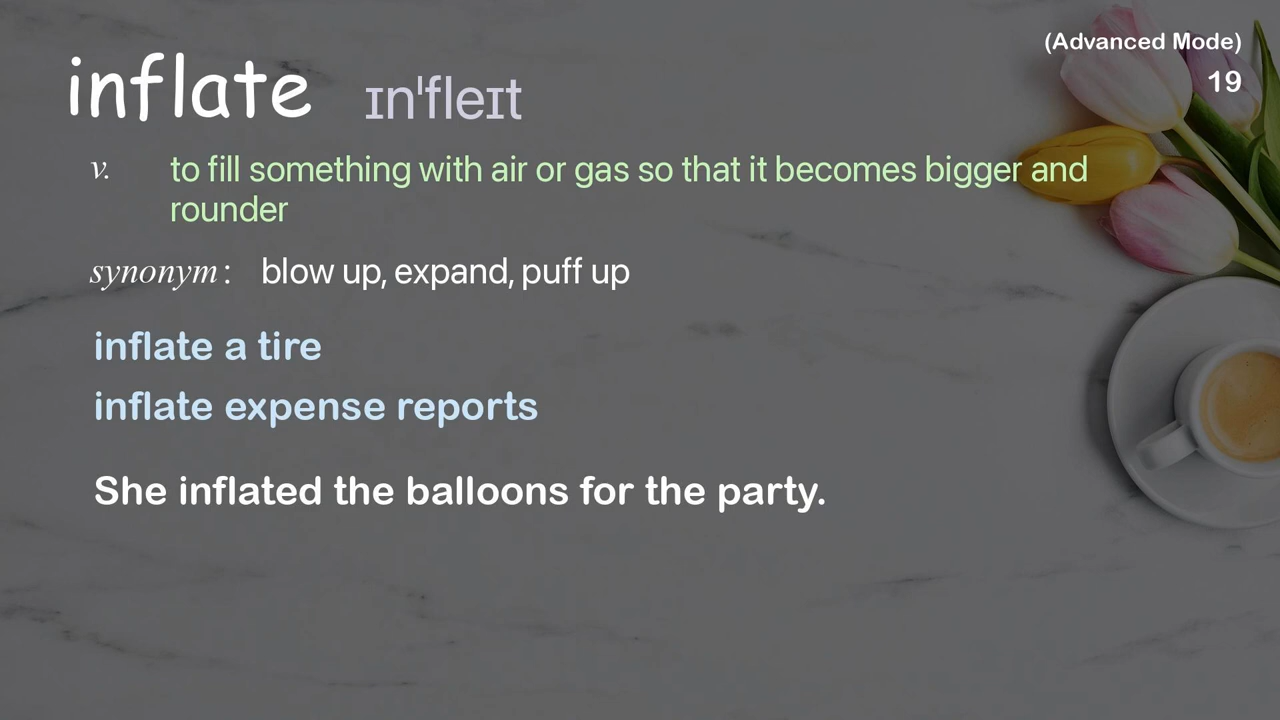 (Advanced Mode)
19
inflate ɪnˈfleɪt
v. to fill something with air or gas so that it becomes bigger and
rounder
synonym: blow up, expand, puff up
inflate a tire
inflate expense reports
She inflated the balloons for the party.